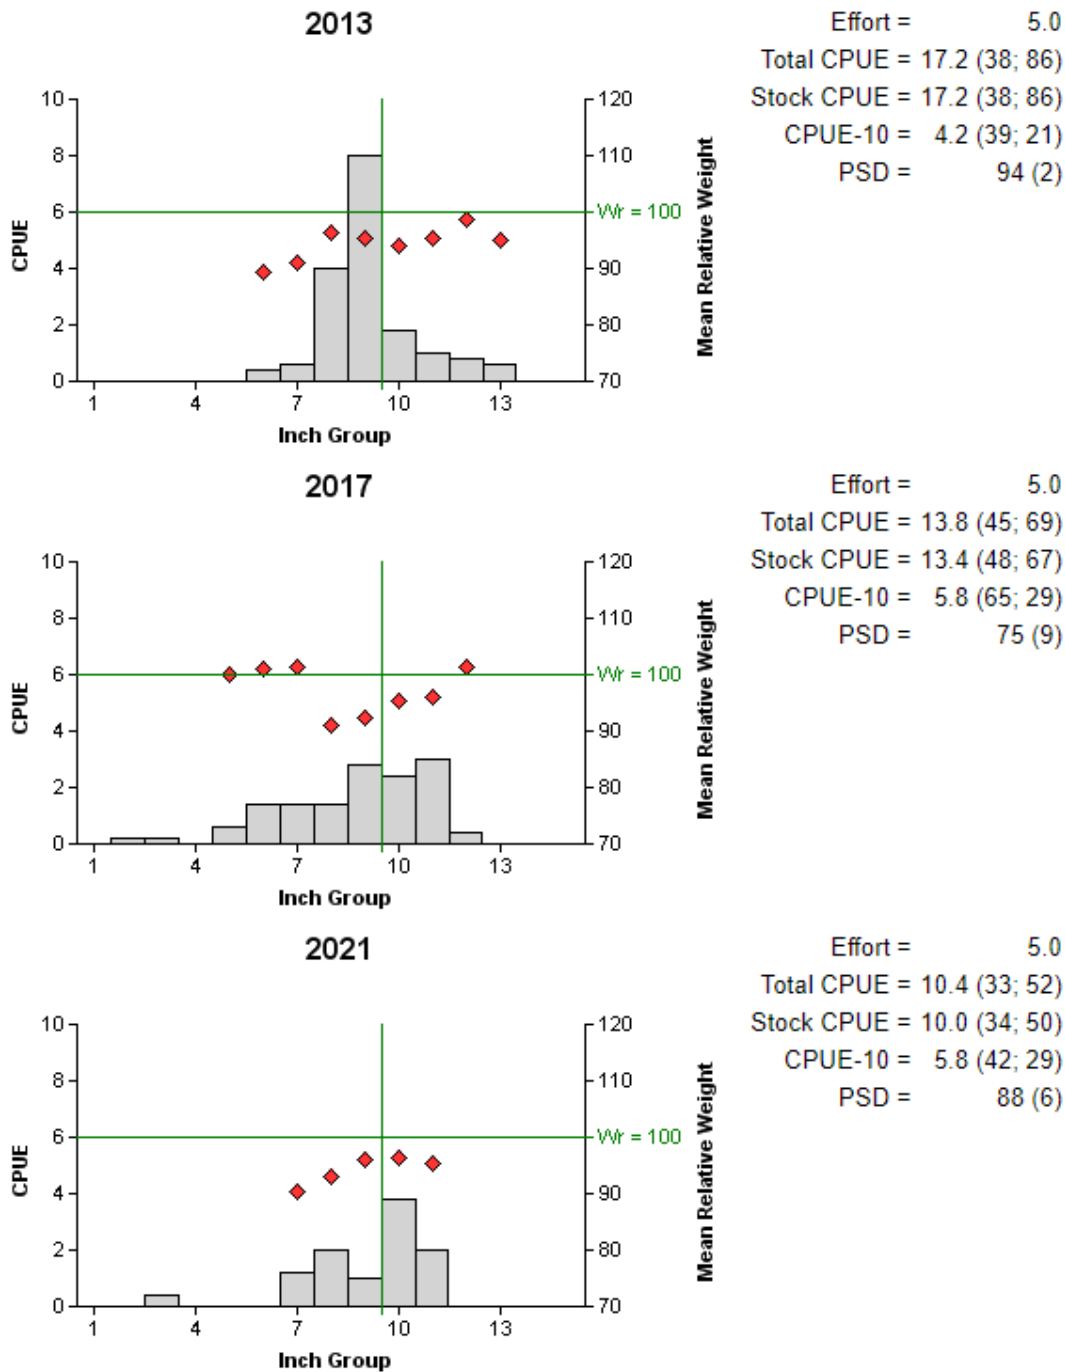 2013
Effort = 5.0
Total CPUE = 17.2 (38; 86)
Stock CPUE = 17.2 (38; 86)
CPUE-10 = 4.2 (39; 21)
PSD = 94 (2)
10
8
6
4
2
0
CPUE
120
110
Wr = 100
90
80
70
Mean Relative Weight
1 4 7 10 13
Inch Group
2017
Effort = 5.0
Total CPUE = 13.8 (45; 69)
Stock CPUE = 13.4 (48; 67)
CPUE-10 = 5.8 (65; 29)
PSD = 75 (9)
10
8
6
4
2
0
CPUE
120
110
Wr = 100
90
80
70
Mean Relative Weight
1 4 7 10 13
Inch Group
2021
Effort = 5.0
Total CPUE = 10.4 (33; 52)
Stock CPUE = 10.0 (34; 50)
CPUE-10 = 5.8 (42; 29)
PSD = 88 (6)
10
8
6
4
2
0
CPUE
120
110
Wr = 100
90
80
70
Mean Relative Weight
1 4 7 10 13
Inch Group